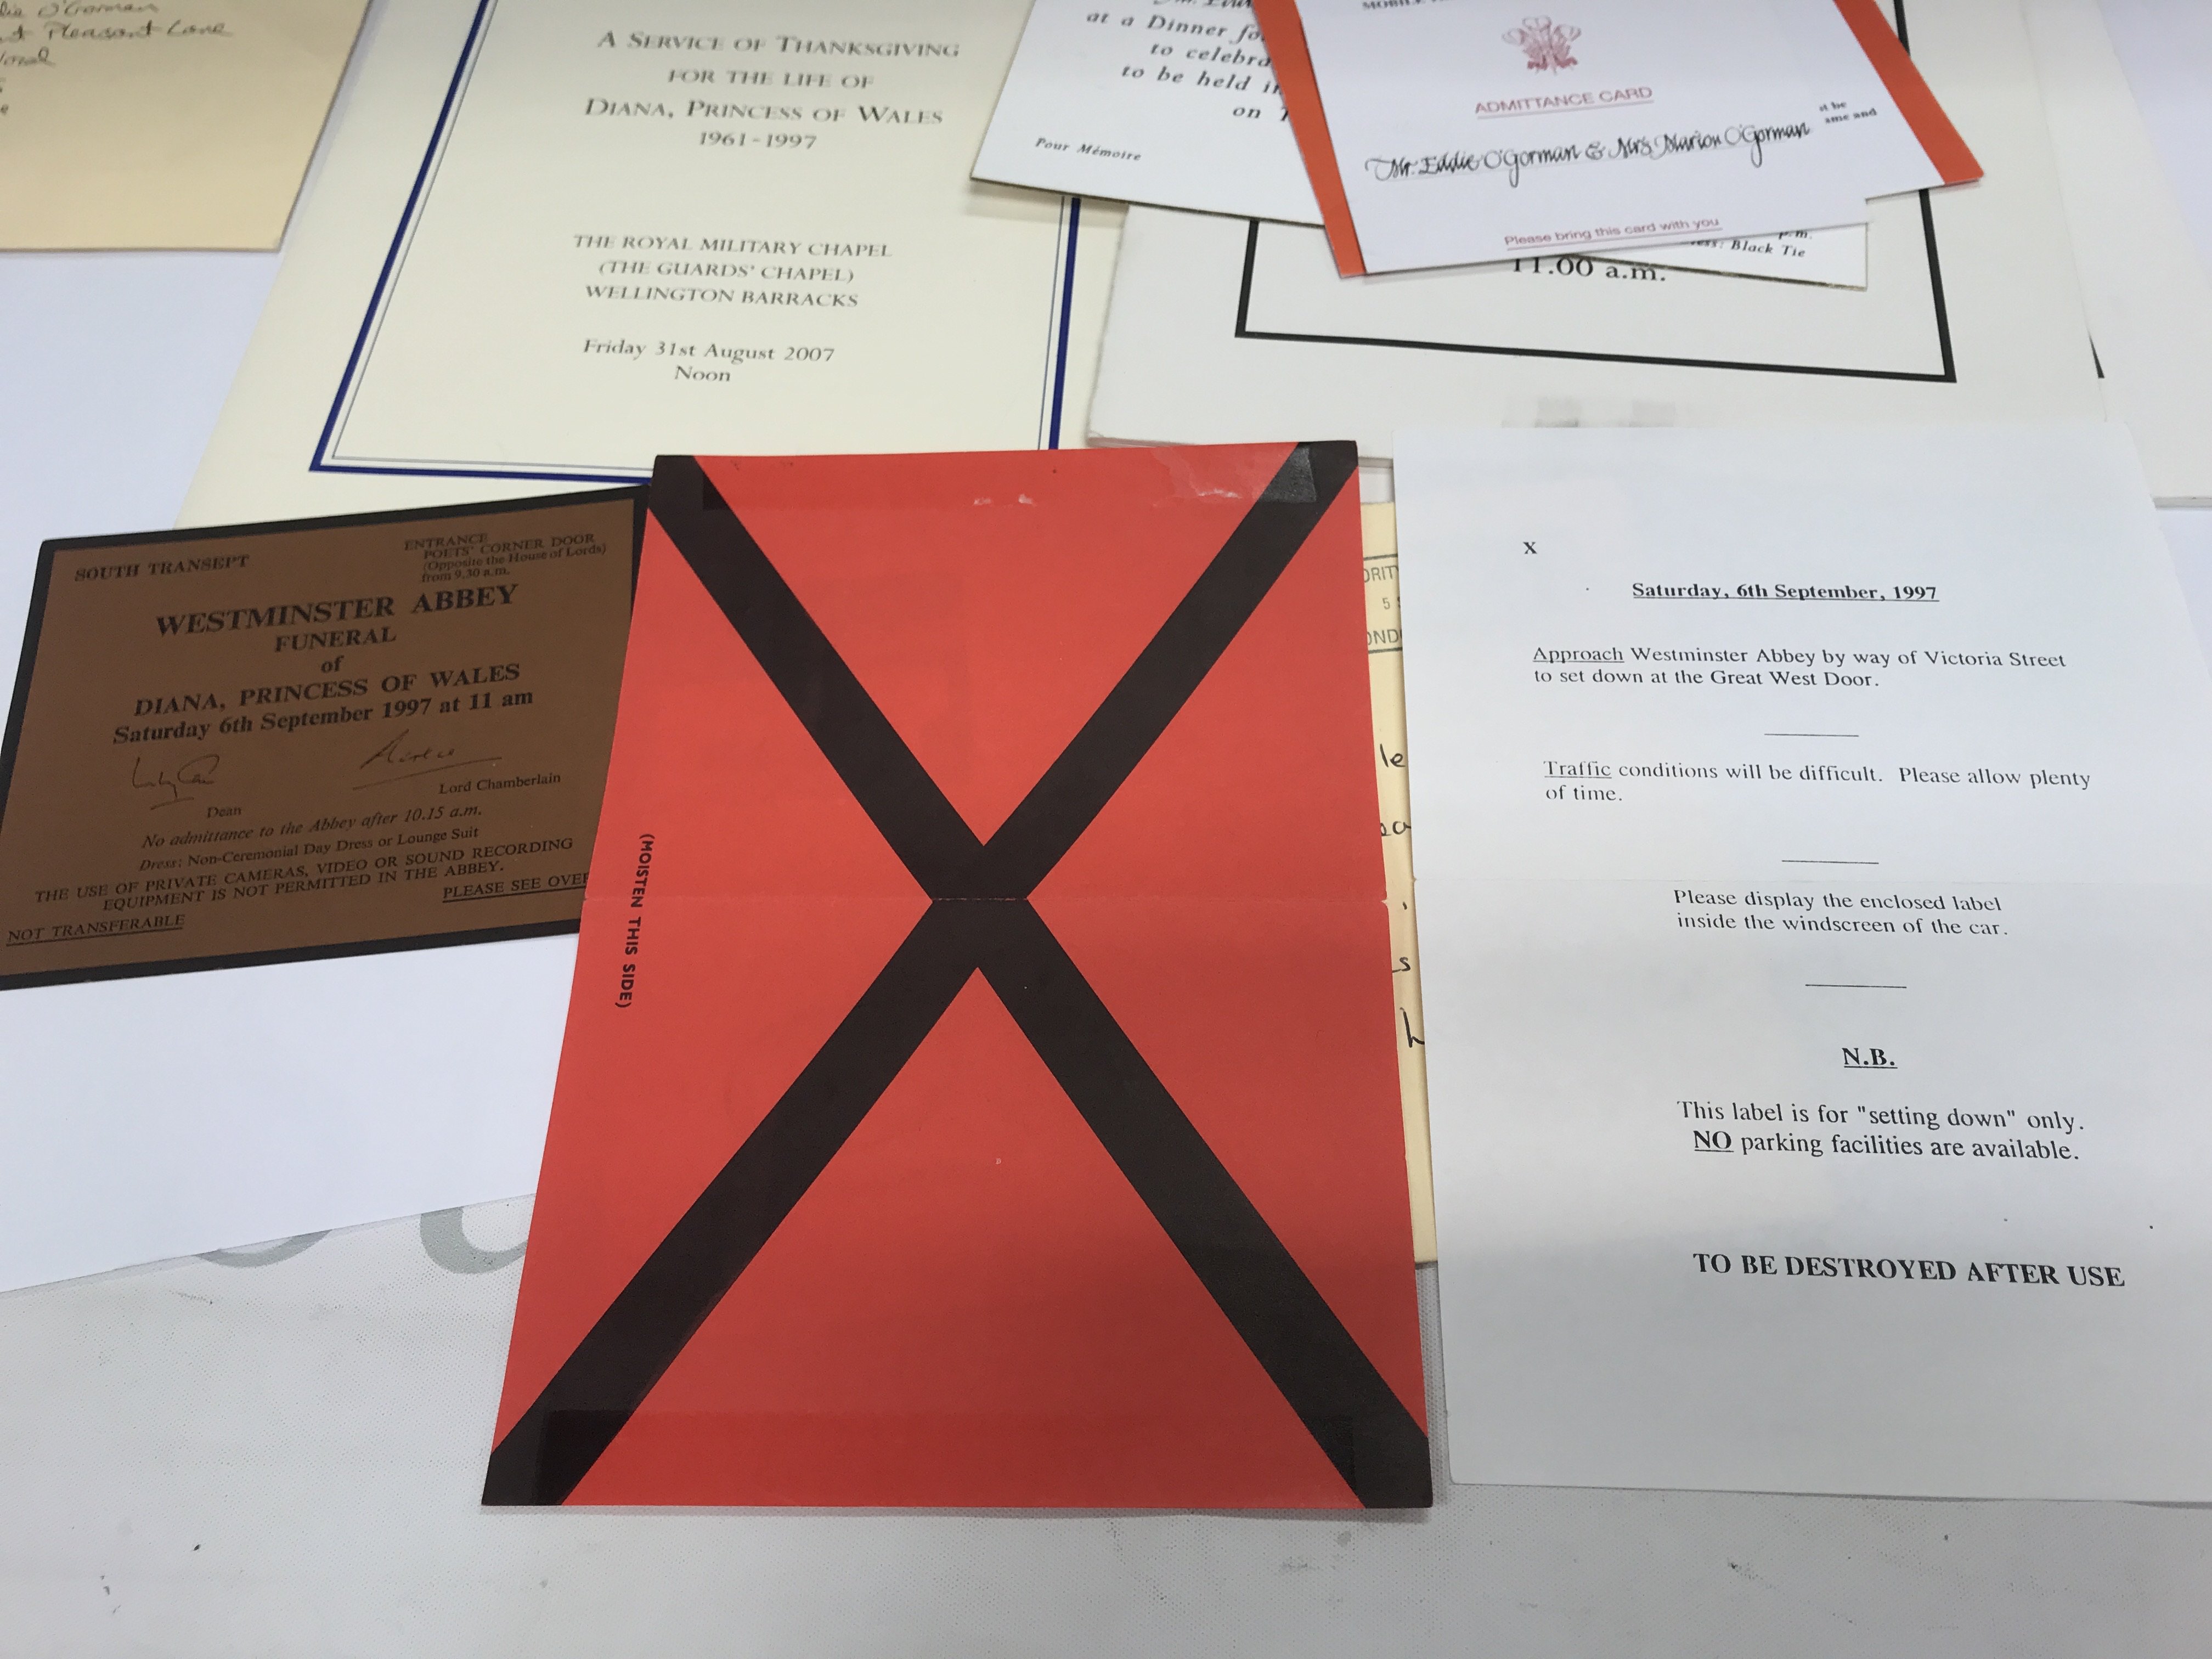 O'Gorman
Pleasant Lane
A SERVICE OF THANKSGIVING
FOR THE LIFE OF
DIANA, PRINCESS OF WALES
1961-1997
THE ROYAL MILITARY CHAPEL
(THE GUARDS' CHAPEL)
WELLINGTON BARRACKS
Friday 31st August 2007
Noon
at a Dinner
to celebra
to be held in
on
Pour Mémoire
ADMITTANCE CARD
Mr. Eddie O'Gorman & Mrs. Marion O'Gorman
Please bring this card with you
p.m.
Black Tie
11.00 a.m.
SOUTH TRANSEPT
ENTRANCE
POETS' CORNER DOOR
(Opposite the House of Lords)
from 9.30 a.m.
WESTMINSTER ABBEY
FUNERAL
of
DIANA, PRINCESS OF WALES
Saturday 6th September 1997 at 11 am
Dean
Lord Chamberlain
No admittance to the Abbey after 10.15 a.m.
Dress: Non-Ceremonial Day Dress or Lounge Suit
THE USE OF PRIVATE CAMERAS, VIDEO OR SOUND RECORDING
EQUIPMENT IS NOT PERMITTED IN THE ABBEY.
PLEASE SEE OVER
NOT TRANSFERABLE
(MOISTEN THIS SIDE)
X
Saturday, 6th September, 1997
Approach Westminster Abbey by way of Victoria Street
to set down at the Great West Door.
Traffic conditions will be difficult. Please allow plenty
of time.
Please display the enclosed label
inside the windscreen of the car.
N.B.
This label is for "setting down" only.
NO parking facilities are available.
TO BE DESTROYED AFTER USE